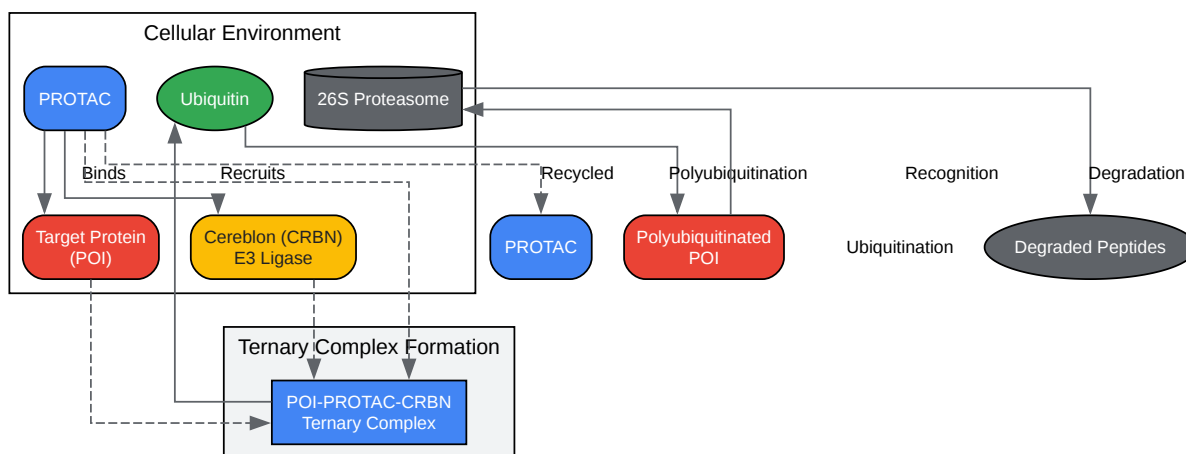 Cellular Environment
PROTAC
Ubiquitin
26S Proteasome
Binds
Recruits
Recycled
Polyubiquitination
Recognition
Degradation
Target Protein
(POI)
Cereblon (CRBN)
E3 Ligase
PROTAC
Polyubiquitinated
POI
Ubiquitination
Degraded Peptides
Ternary Complex Formation
POI-PROTAC-CRBN
Ternary Complex